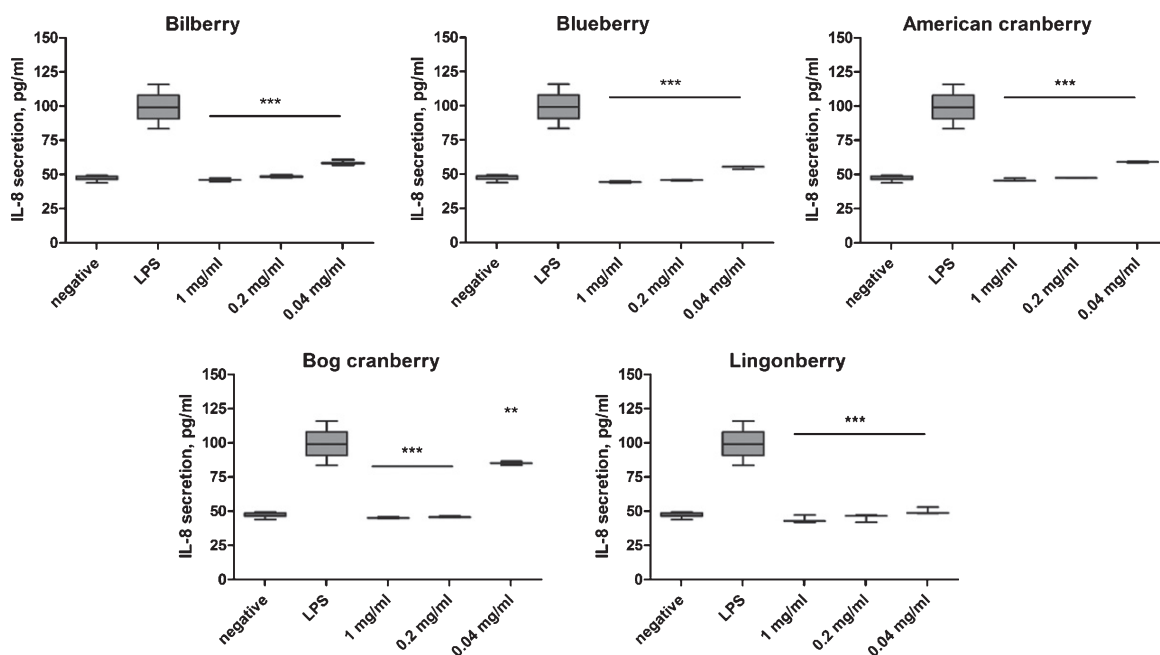 Bilberry
IL-8 secretion, pg/ml
150
125
100
75
50
25
0
***
negative
LPS
1 mg/ml
0.2 mg/ml
0.04 mg/ml
Blueberry
IL-8 secretion, pg/ml
150
125
100
75
50
25
0
***
negative
LPS
1 mg/ml
0.2 mg/ml
0.04 mg/ml
American cranberry
IL-8 secretion, pg/ml
150
125
100
75
50
25
0
***
negative
LPS
1 mg/ml
0.2 mg/ml
0.04 mg/ml
Bog cranberry
IL-8 secretion, pg/ml
150
125
100
75
50
25
0
***
**
negative
LPS
1 mg/ml
0.2 mg/ml
0.04 mg/ml
Lingonberry
IL-8 secretion, pg/ml
150
125
100
75
50
25
0
***
negative
LPS
1 mg/ml
0.2 mg/ml
0.04 mg/ml